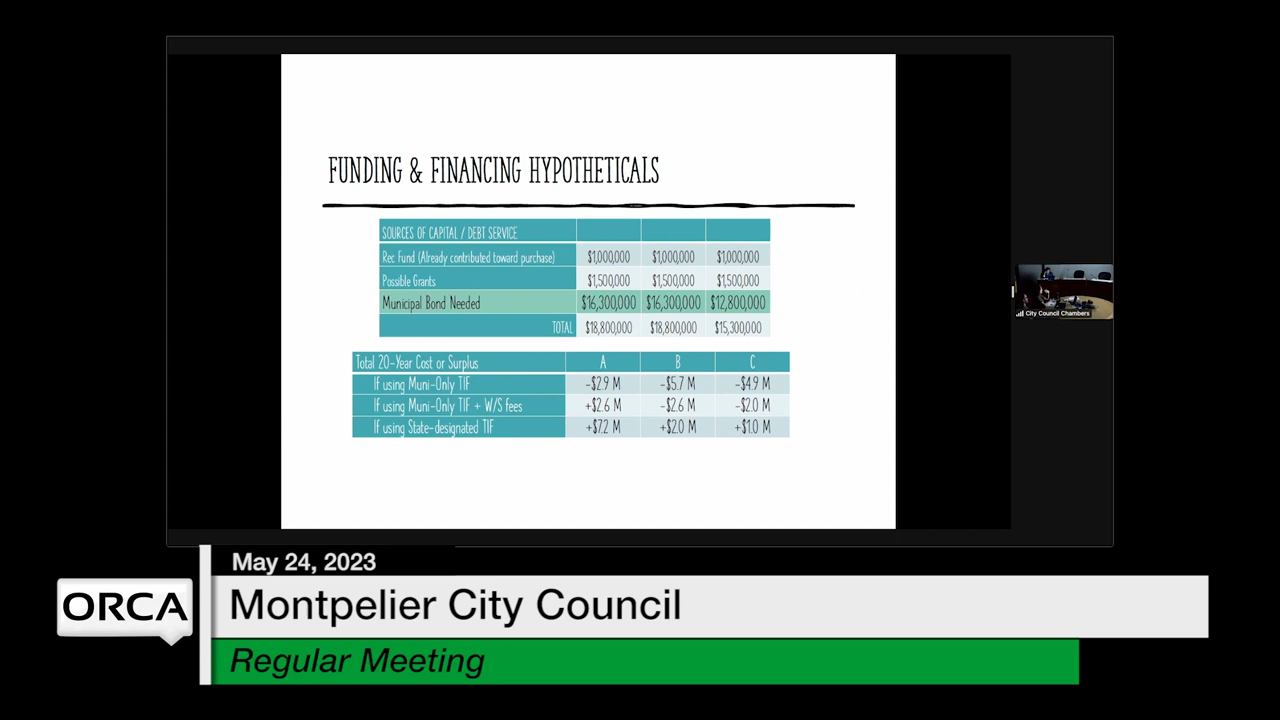 FUNDING & FINANCING HYPOTHETICALS
SOURCES OF CAPITAL / DEBT SERVICE
Rec Fund (Already contributed toward purchase) $1,000,000 $1,000,000 $1,000,000
Possible Grants $1,500,000 $1,500,000 $1,500,000
Municipal Bond Needed $16,300,000 $16,300,000 $12,800,000
TOTAL $18,800,000 $18,800,000 $15,300,000
Total 20-Year Cost or Surplus A B C
If using Muni-Only TIF -$2.9 M -$5.7 M -$4.9 M
If using Muni-Only TIF + W/S fees +$2.6 M -$2.6 M -$2.0 M
If using State-designated TIF +$7.2 M +$2.0 M +$1.0 M
City Council Chambers
May 24, 2023
ORCA
Montpelier City Council
Regular Meeting